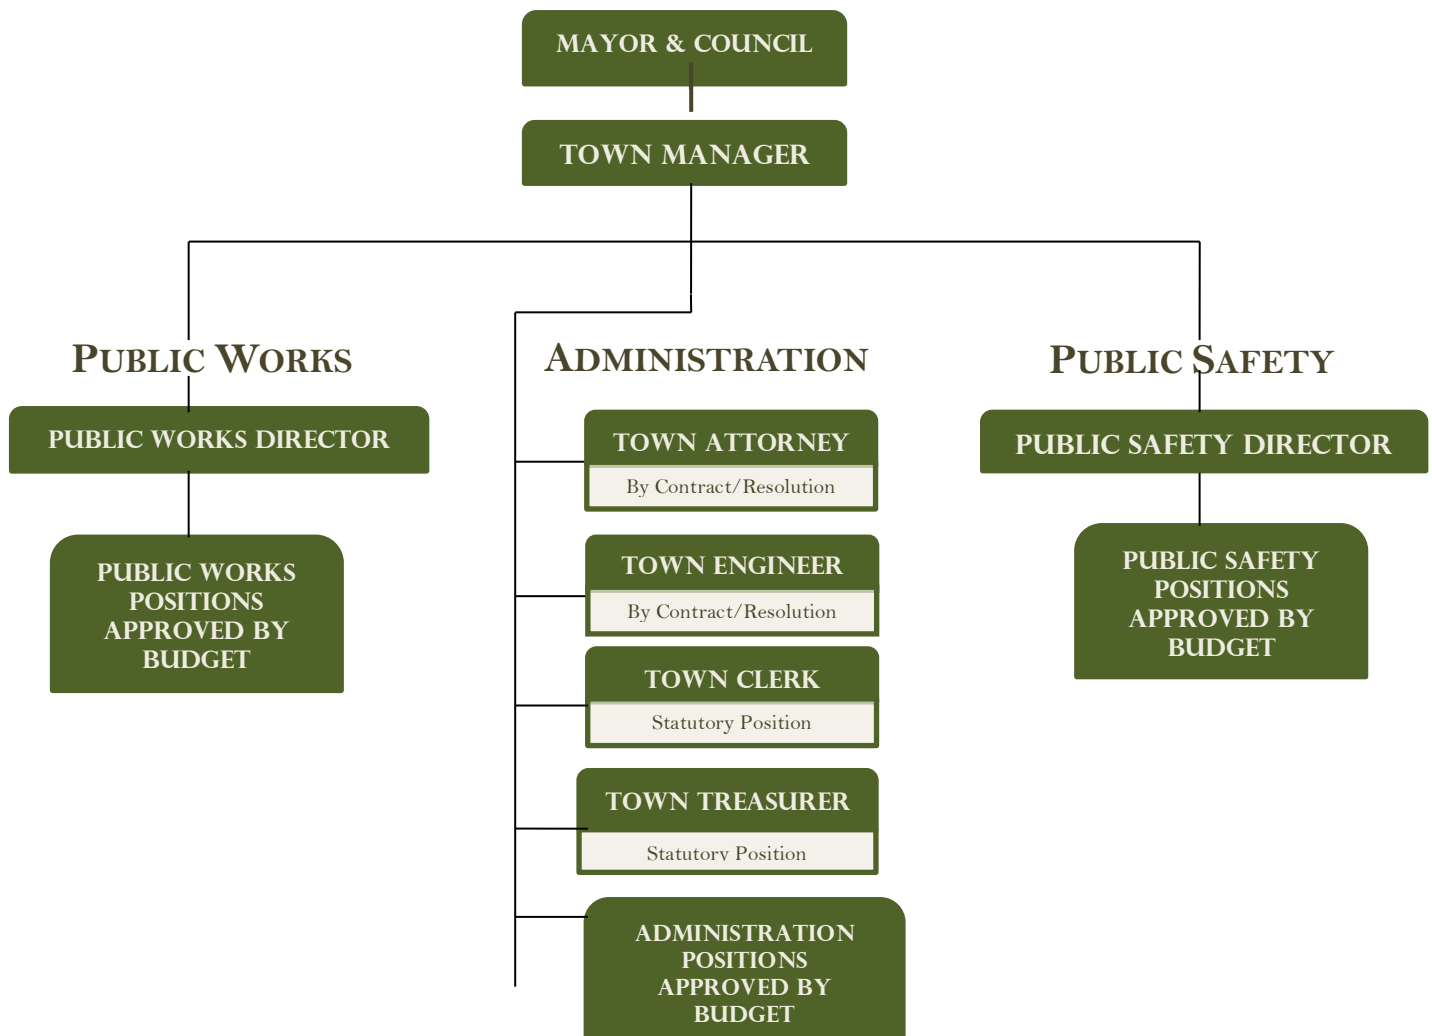 MAYOR & COUNCIL
TOWN MANAGER
PUBLIC WORKS
PUBLIC WORKS DIRECTOR
PUBLIC WORKS
POSITIONS
APPROVED BY
BUDGET
ADMINISTRATION
TOWN ATTORNEY
By Contract/Resolution
TOWN ENGINEER
By Contract/Resolution
TOWN CLERK
Statutory Position
TOWN TREASURER
Statutory Position
ADMINISTRATION
POSITIONS
APPROVED BY
BUDGET
PUBLIC SAFETY
PUBLIC SAFETY DIRECTOR
PUBLIC SAFETY
POSITIONS
APPROVED BY
BUDGET